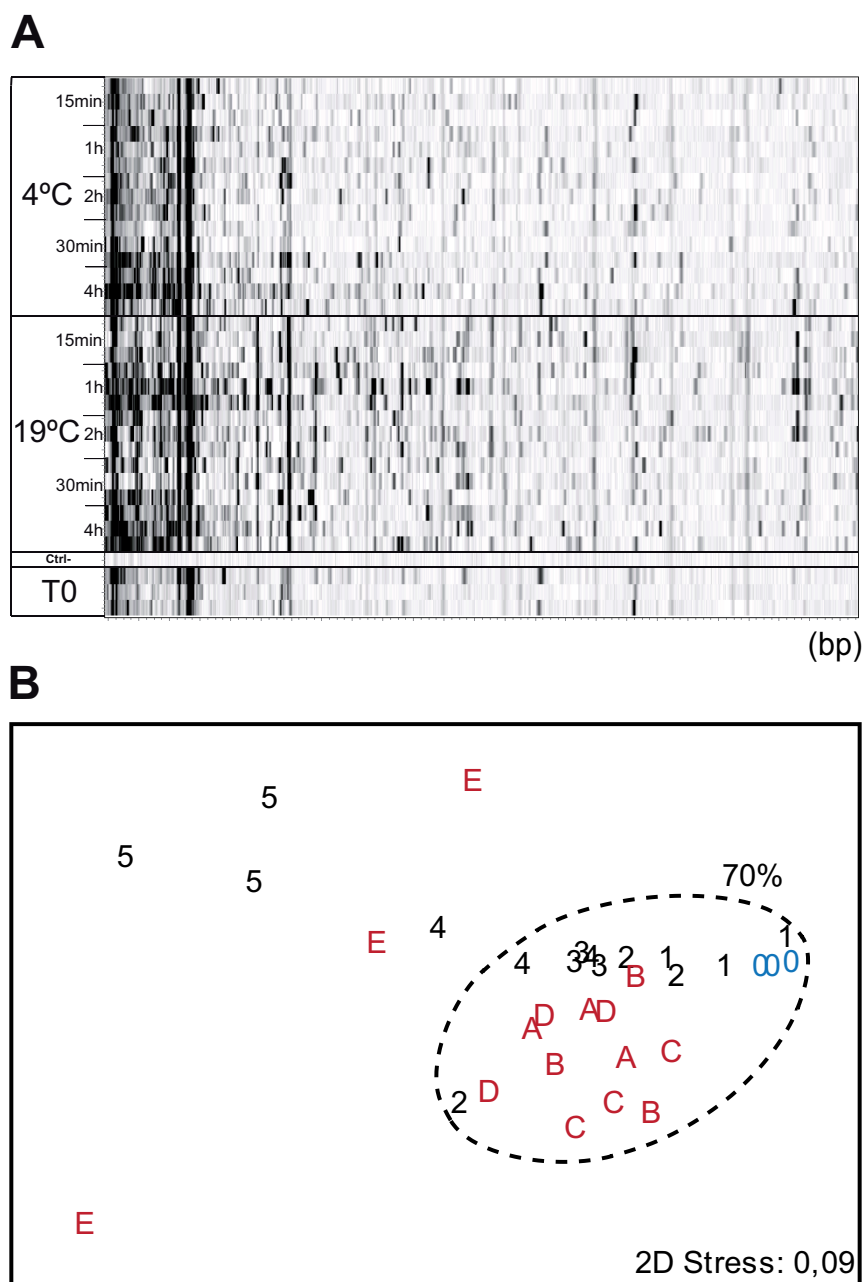 A
15min
1h
4ºC 2h
30min
4h
15min
1h
19ºC 2h
30min
4h
Ctrl-
T0
(bp)
B
E
5
5
70%
5
4 1
E
4 3 3 4 3 2 1 2 1 0 0 0
B
A D A D
B A C
2 D C B
C
E
2D Stress: 0,09